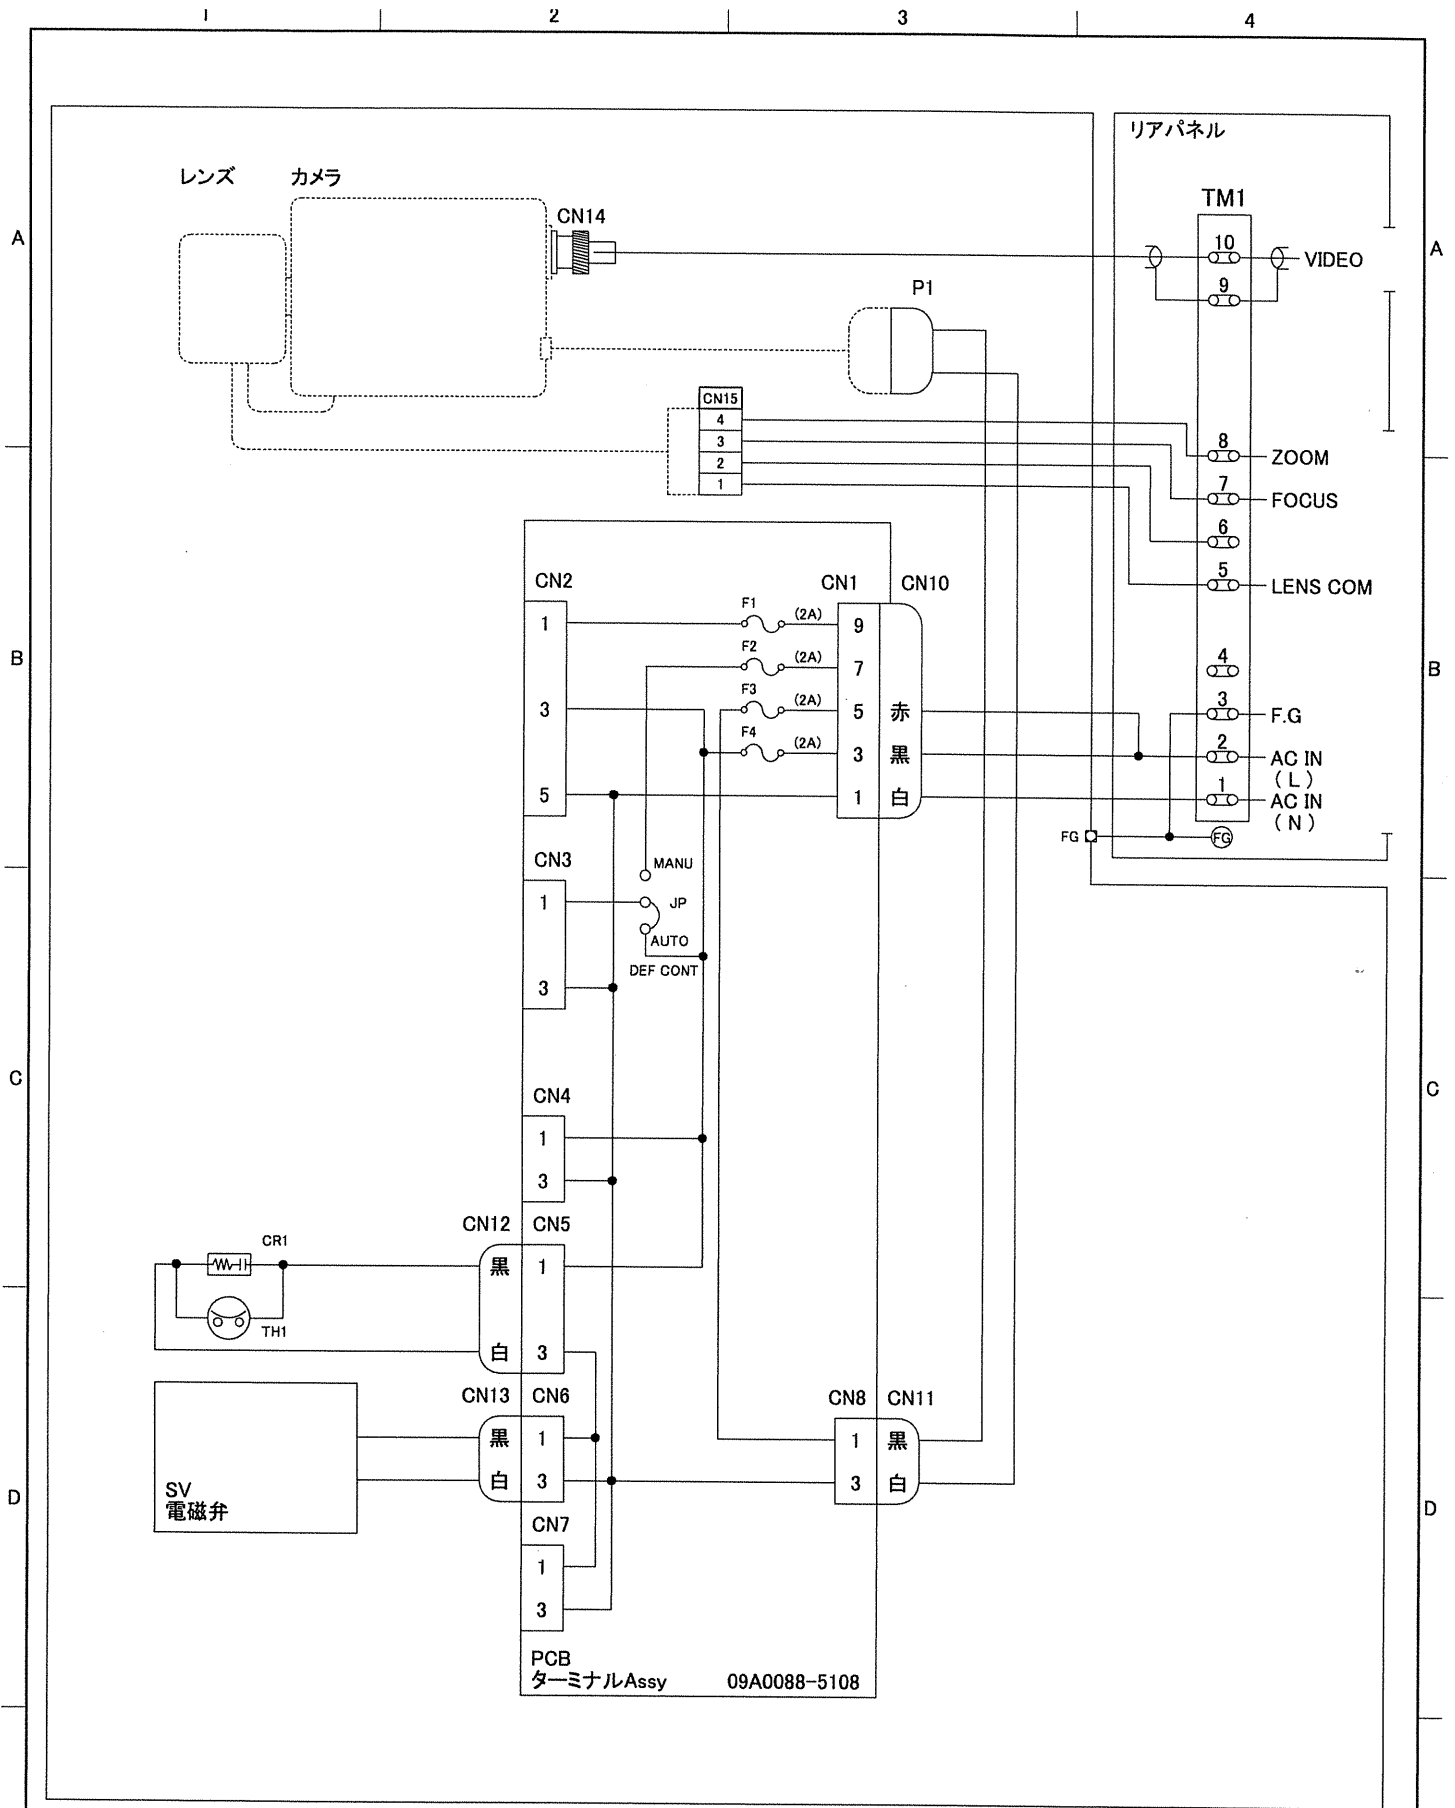 1 2 3 4
リアパネル
レンズ カメラ
TM1
CN14
A A
10
VIDEO
9
P1
CN15
4
3
2
1
8
ZOOM
7
FOCUS
6
5
LENS COM
CN2 CN1 CN10
1 F1 (2A) 9
B B
F2 (2A) 7
4
3 F3 (2A) 5 赤
3
F.G
F4 (2A) 3 黒
2
AC IN
(L)
5 1 白
1
AC IN
(N)
FG FG
CN3 MANU
1 JP
AUTO
DEF CONT
3
C C
CN4
1
3
CN12 CN5
CR1
黒 1
TH1
白 3
CN13 CN6 CN8 CN11
黒 1 1 黒
白 3 3 白
SV
電磁弁
D D
CN7
1
3
PCB
ターミナルAssy 09A0088-5108